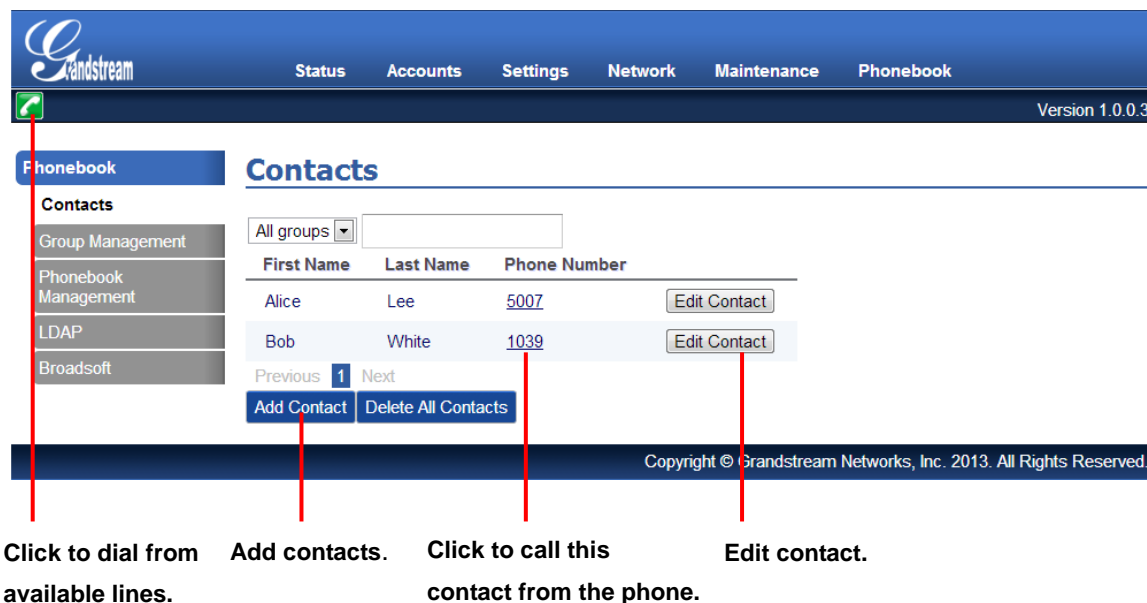 Grandstream
Status Accounts Settings Network Maintenance Phonebook
Version 1.0.0.3
Phonebook
Contacts
Group Management
Phonebook
Management
LDAP
Broadsoft
Contacts
All groups
First Name Last Name Phone Number
Alice Lee 5007 Edit Contact
Bob White 1039 Edit Contact
Previous 1 Next
Add Contact Delete All Contacts
Copyright © Grandstream Networks, Inc. 2013. All Rights Reserved.
Click to dial from
available lines.
Add contacts.
Click to call this
contact from the phone.
Edit contact.